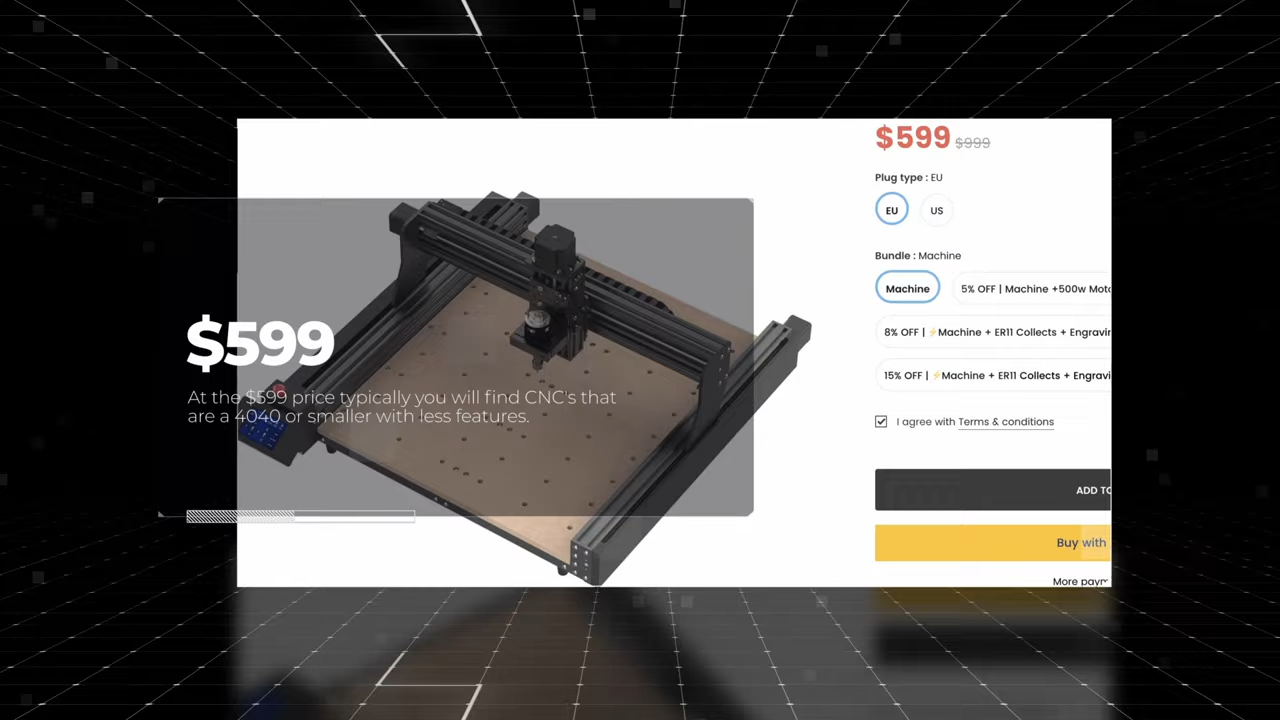 $599 $999
Plug type : EU
EU US
Bundle : Machine
Machine 5% OFF | Machine +500w
8% OFF | ⚡Machine + ER11 Collects +
15% OFF | ⚡Machine + ER11 Collects +
I agree with Terms & conditions
ADD
Buy with
More
$599
At the $599 price typically you will find CNC's that
are a 4040 or smaller with less features.